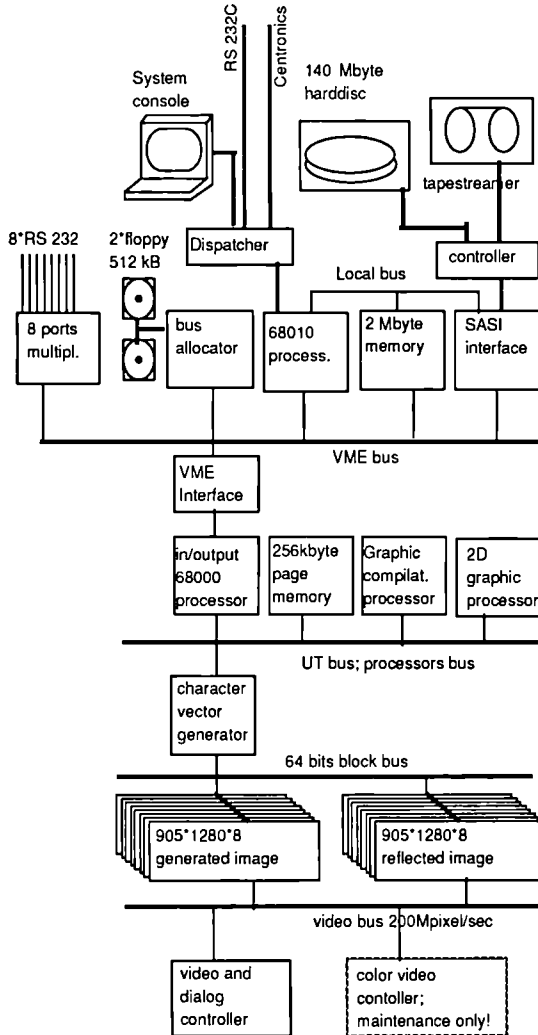 RS 232C
Centronics
System
console
140 Mbyte
harddisc
tapestreamer
8*RS 232
2*floppy
512 kB
Dispatcher
controller
Local bus
8 ports
multipl.
bus
allocator
68010
process.
2 Mbyte
memory
SASI
interface
VME bus
VME
Interface
in/output
68000
processor
256kbyte
page
memory
Graphic
compilat.
processor
2D
graphic
processor
UT bus; processors bus
character
vector
generator
64 bits block bus
905*1280*8
generated image
905*1280*8
reflected image
video bus 200Mpixel/sec
video and
dialog
controller
color video
contoller;
maintenance only!